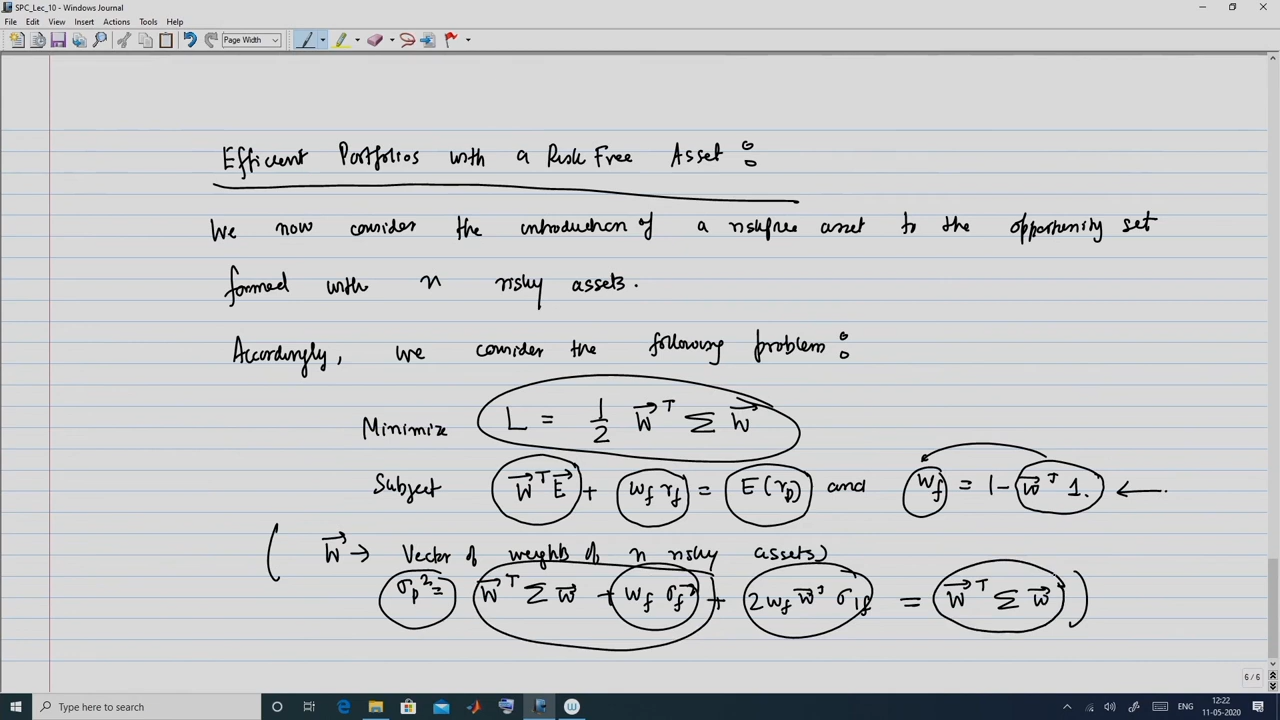 SPC_Lec_10 - Windows Journal
File Edit View Insert Actions Tools Help
Page Width
Efficient Portfolios with a Risk Free Asset :
We now consider the introduction of a riskfree asset to the opportunity set
formed with n risky assets.
Accordingly, we consider the following problem :
Minimize L = 1/2 W⃗^T Σ W⃗
Subject W⃗^T E⃗ + w_f r_f = E(r_p) and w_f = 1 - w⃗^T 1. ←
( W⃗ → Vector of weights of n risky assets)
σ_p^2 = W⃗^T Σ w⃗ + w_f σ_f^2 + 2 w_f w⃗^T σ_1f = W⃗^T Σ w⃗ )
6 / 6
Type here to search
ENG
12:22
11-05-2020